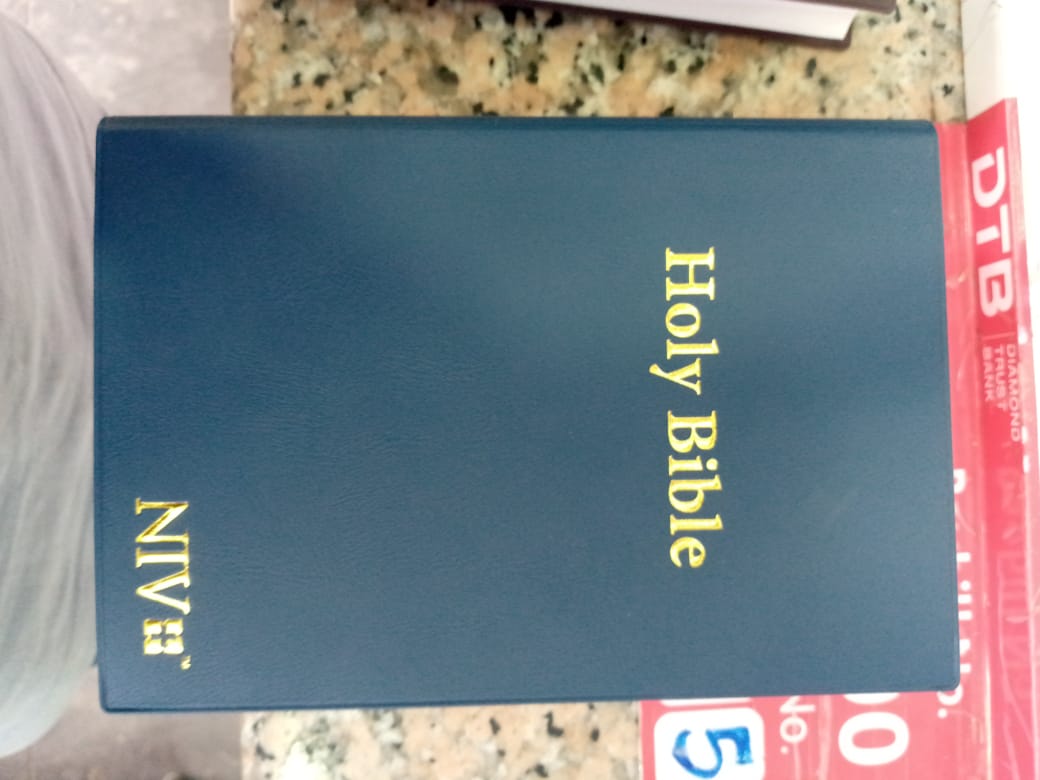 Holy Bible
NIV
DTB
DIAMOND
TRUST
BANK
No.
5